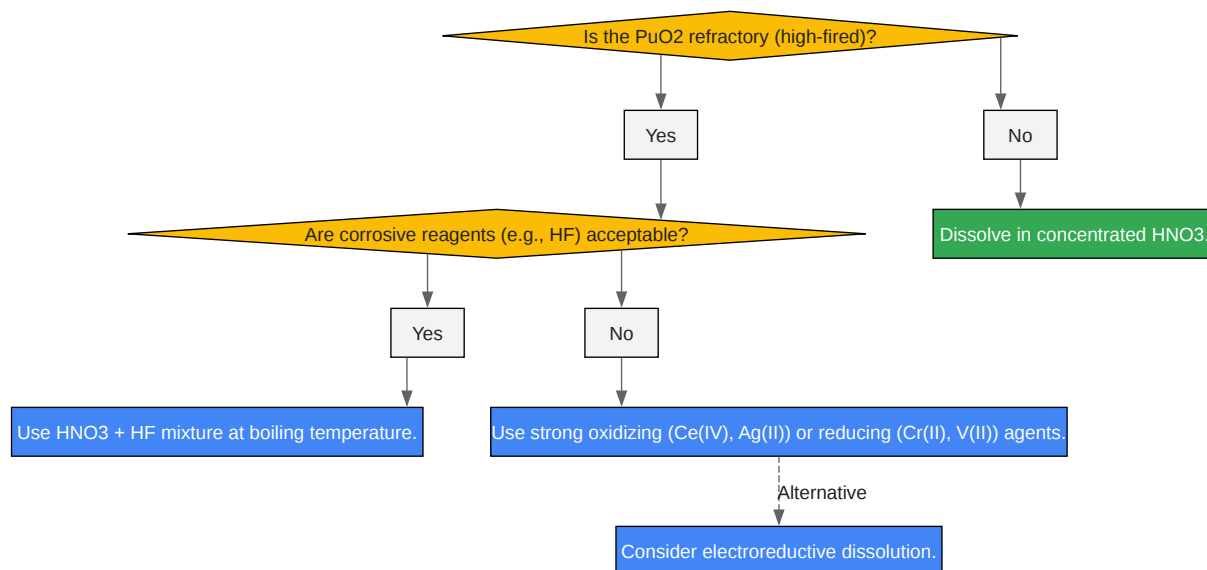 Is the PuO2 refractory (high-fired)?
Yes
No
Are corrosive reagents (e.g., HF) acceptable?
Dissolve in concentrated HNO3.
Yes
No
Use HNO3 + HF mixture at boiling temperature.
Use strong oxidizing (Ce(IV), Ag(II)) or reducing (Cr(II), V(II)) agents.
Alternative
Consider electroreductive dissolution.